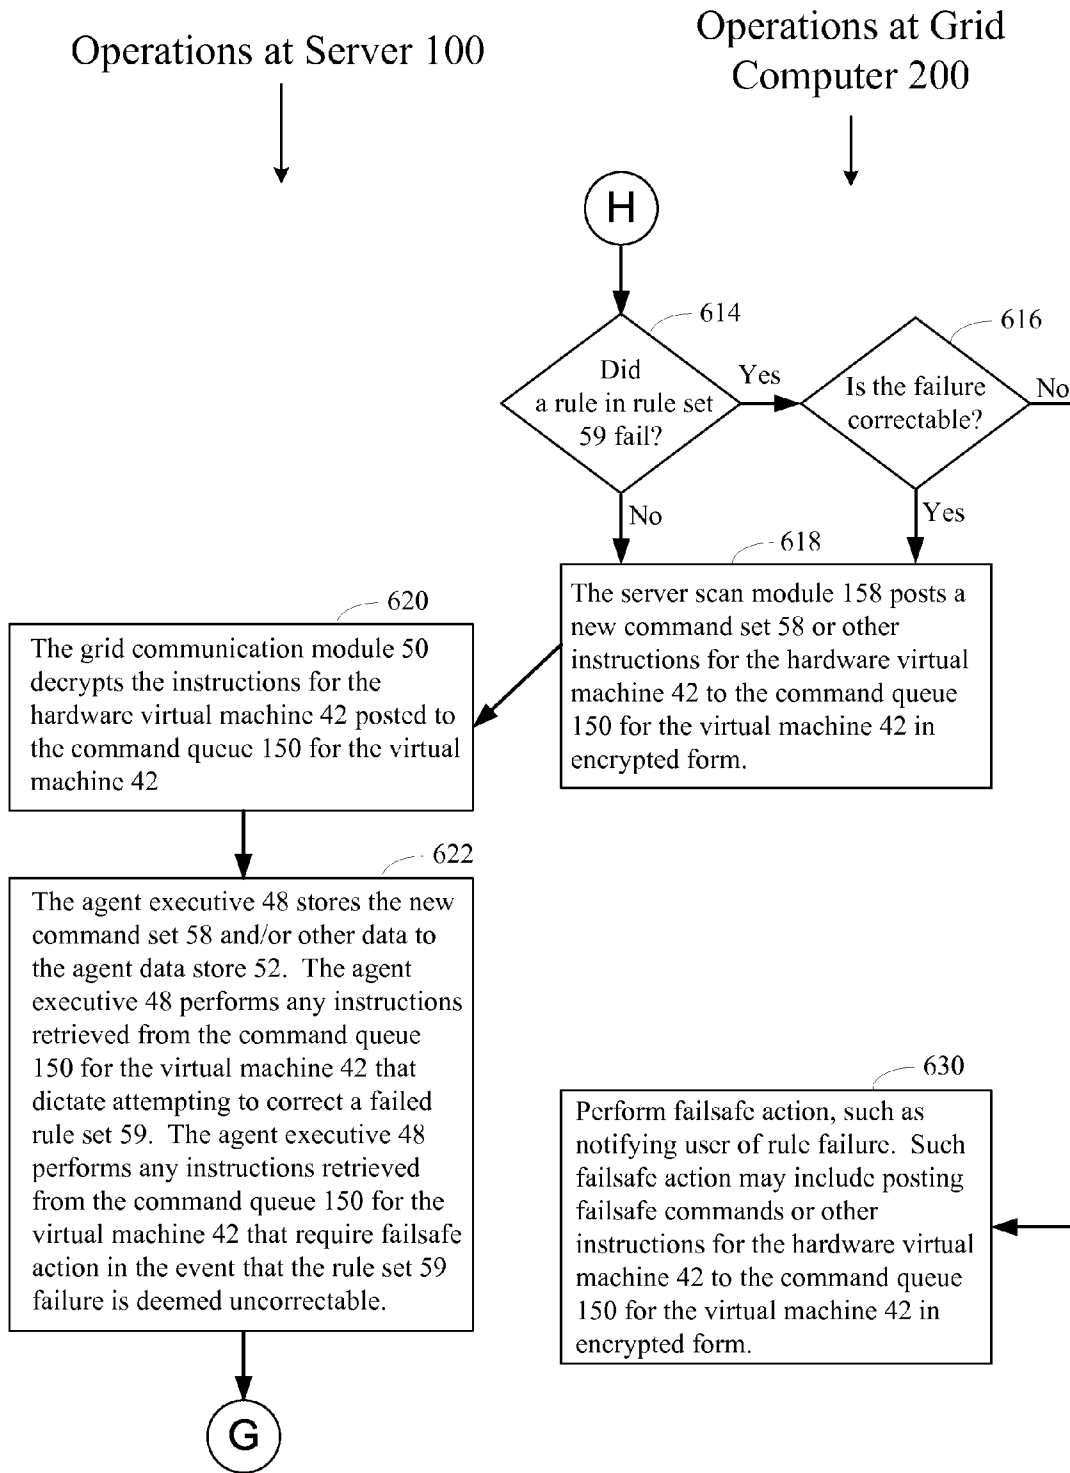 Operations at Server 100
Operations at Grid
Computer 200
H
614
Did
a rule in rule set
59 fail?
Yes
616
Is the failure
correctable?
No
No
Yes
618
The server scan module 158 posts a
new command set 58 or other
instructions for the hardware virtual
machine 42 to the command queue
150 for the virtual machine 42 in
encrypted form.
620
The grid communication module 50
decrypts the instructions for the
hardware virtual machine 42 posted to
the command queue 150 for the virtual
machine 42
622
The agent executive 48 stores the new
command set 58 and/or other data to
the agent data store 52.  The agent
executive 48 performs any instructions
retrieved from the command queue
150 for the virtual machine 42 that
dictate attempting to correct a failed
rule set 59.  The agent executive 48
performs any instructions retrieved
from the command queue 150 for the
virtual machine 42 that require failsafe
action in the event that the rule set 59
failure is deemed uncorrectable.
630
Perform failsafe action, such as
notifying user of rule failure.  Such
failsafe action may include posting
failsafe commands or other
instructions for the hardware virtual
machine 42 to the command queue
150 for the virtual machine 42 in
encrypted form.
G